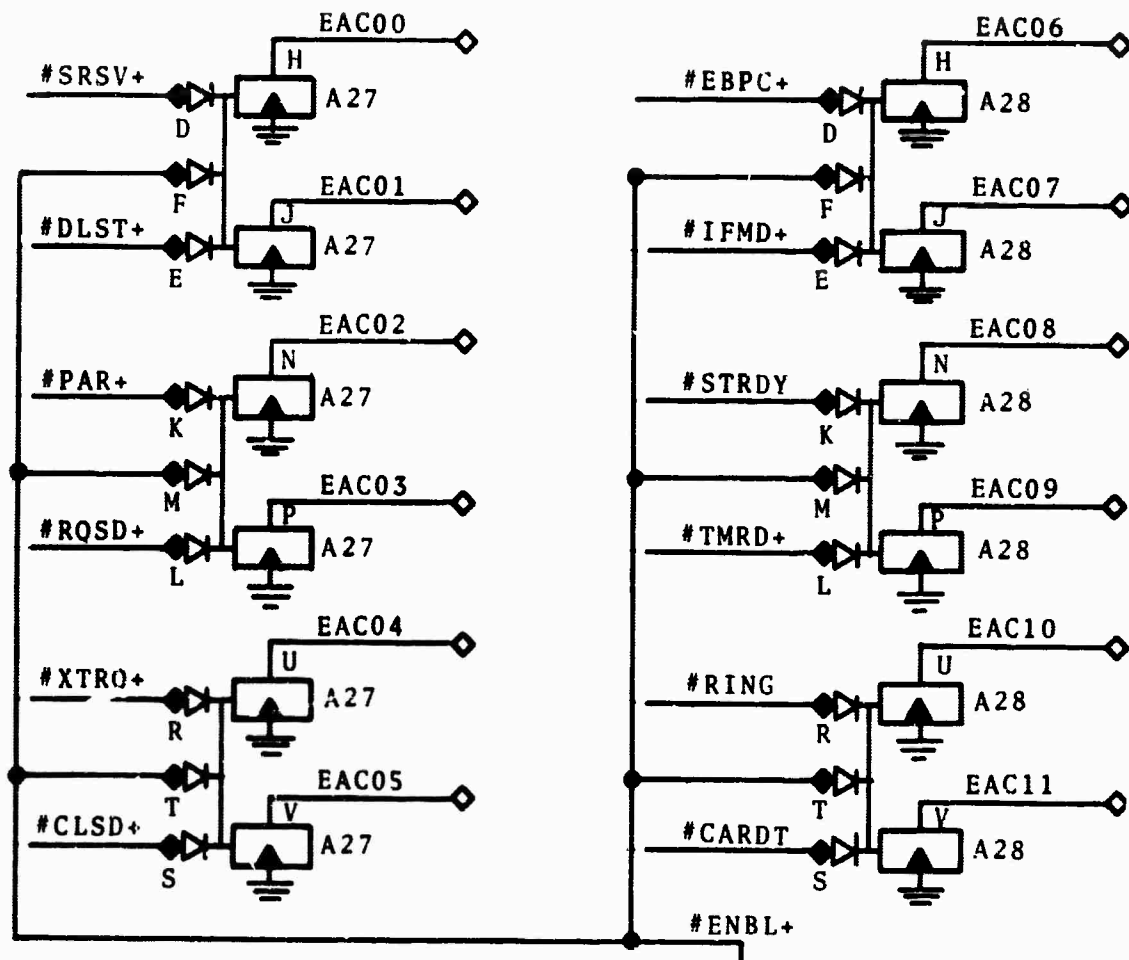 EAC00
H
#SRSV+
A27
D
F
EAC01
J
#DLST+
A27
E
EAC02
N
#PAR+
A27
K
M
EAC03
P
#RQSD+
A27
L
EAC04
U
#XTRQ+
A27
R
T
EAC05
V
#CLSD+
A27
S
EAC06
H
#EBPC+
A28
D
F
EAC07
J
#IFMD+
A28
E
EAC08
N
#STRDY
A28
K
M
EAC09
P
#TMRD+
A28
L
EAC10
U
#RING
A28
R
T
EAC11
V
#CARDT
A28
S
#ENBL+